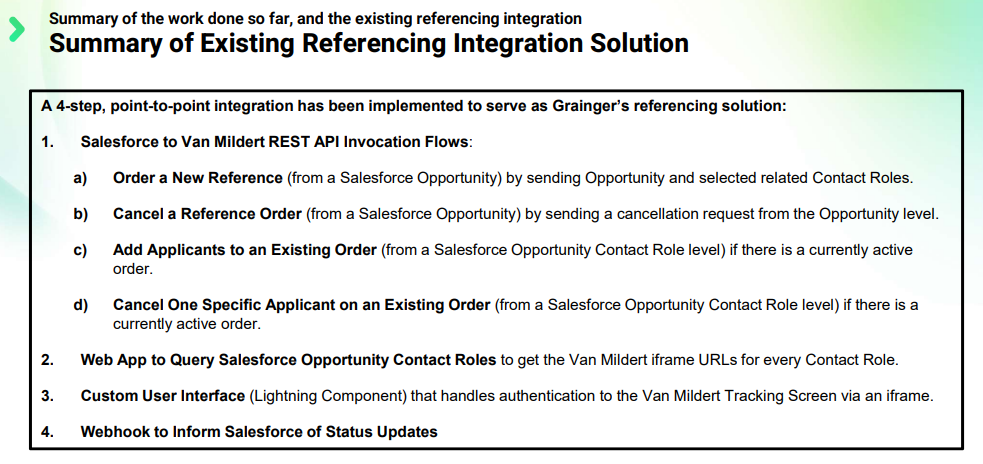 Summary of the work done so far, and the existing referencing integration
Summary of Existing Referencing Integration Solution
A 4-step, point-to-point integration has been implemented to serve as Grainger's referencing solution:
1. Salesforce to Van Mildert REST API Invocation Flows:
a) Order a New Reference (from a Salesforce Opportunity) by sending Opportunity and selected related Contact Roles.
b) Cancel a Reference Order (from a Salesforce Opportunity) by sending a cancellation request from the Opportunity level.
c) Add Applicants to an Existing Order (from a Salesforce Opportunity Contact Role level) if there is a currently active
order.
d) Cancel One Specific Applicant on an Existing Order (from a Salesforce Opportunity Contact Role level) if there is a
currently active order.
2. Web App to Query Salesforce Opportunity Contact Roles to get the Van Mildert iframe URLs for every Contact Role.
3. Custom User Interface (Lightning Component) that handles authentication to the Van Mildert Tracking Screen via an iframe.
4. Webhook to Inform Salesforce of Status Updates